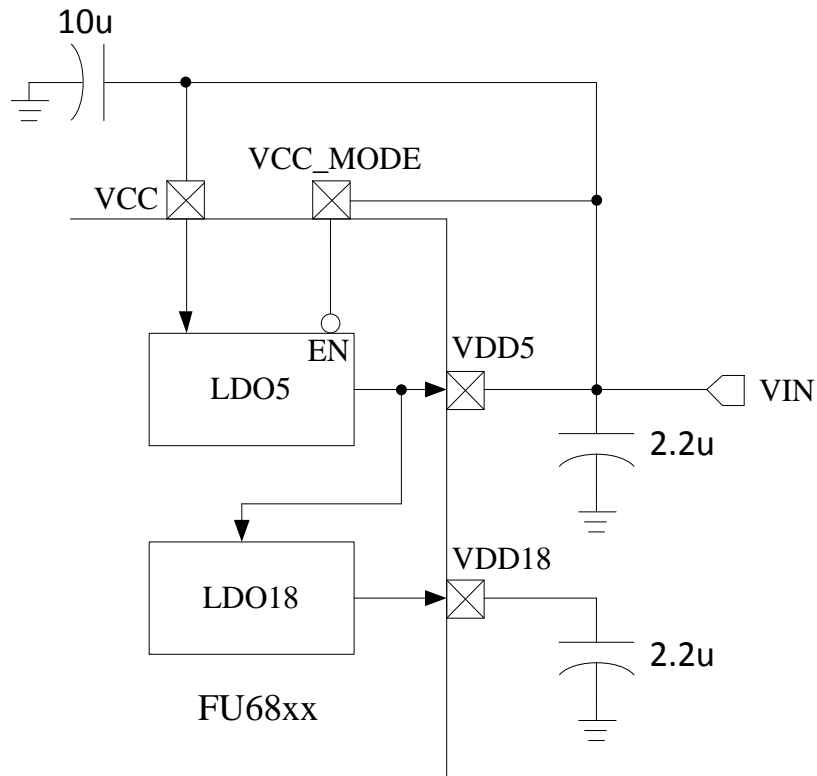 10u
VCC_MODE
VCC
EN
VDD5
LDO5
VIN
2.2u
VDD18
LDO18
2.2u
FU68xx